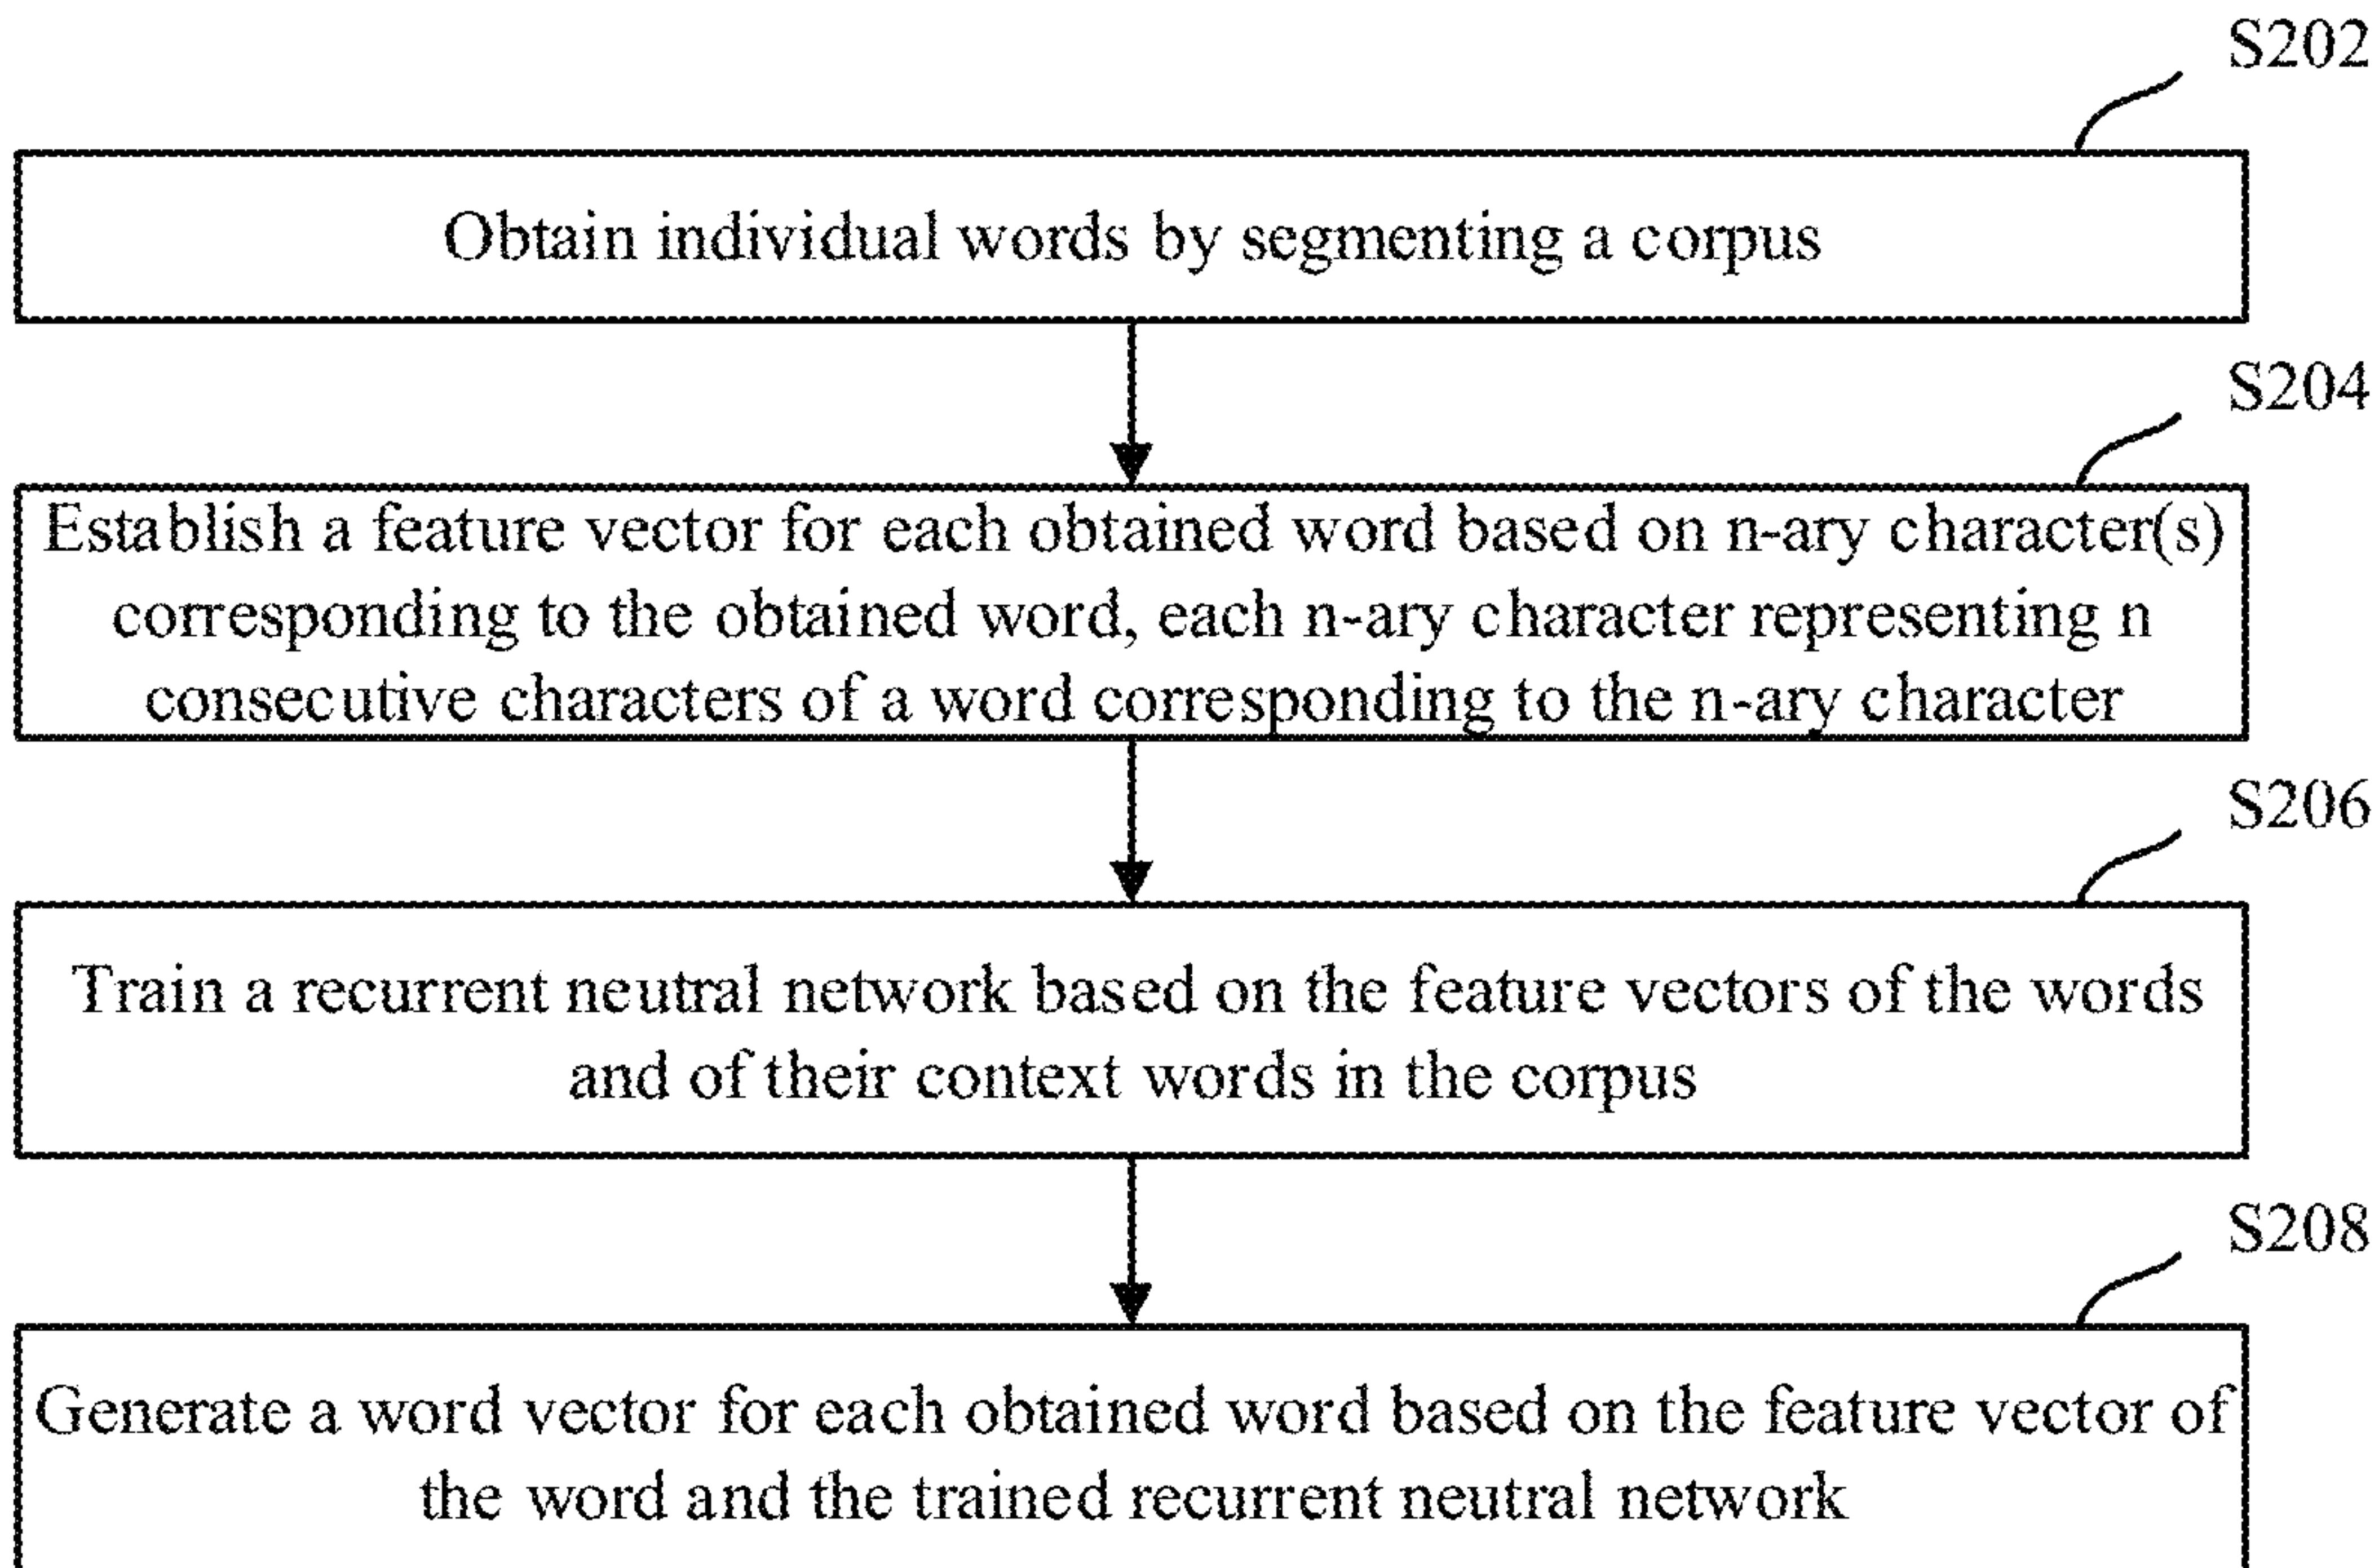 S202
Obtain individual words by segmenting a corpus
S204
Establish a feature vector for each obtained word based on n-ary character(s)
corresponding to the obtained word, each n-ary character representing n
consecutive characters of a word corresponding to the n-ary character
S206
Train a recurrent neutral network based on the feature vectors of the words
and of their context words in the corpus
S208
Generate a word vector for each obtained word based on the feature vector of
the word and the trained recurrent neutral network